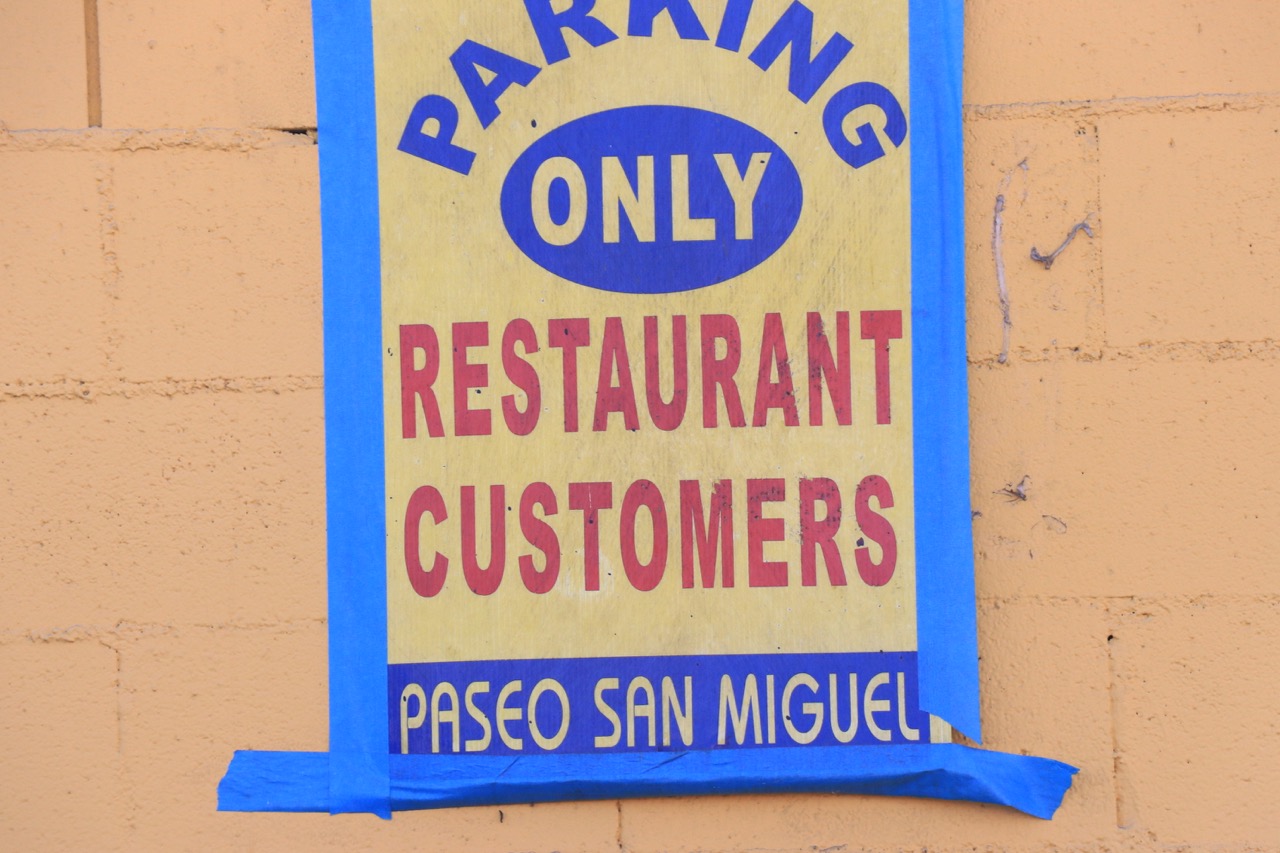 PARKING
ONLY
RESTAURANT
CUSTOMERS
PASEO SAN MIGUEL